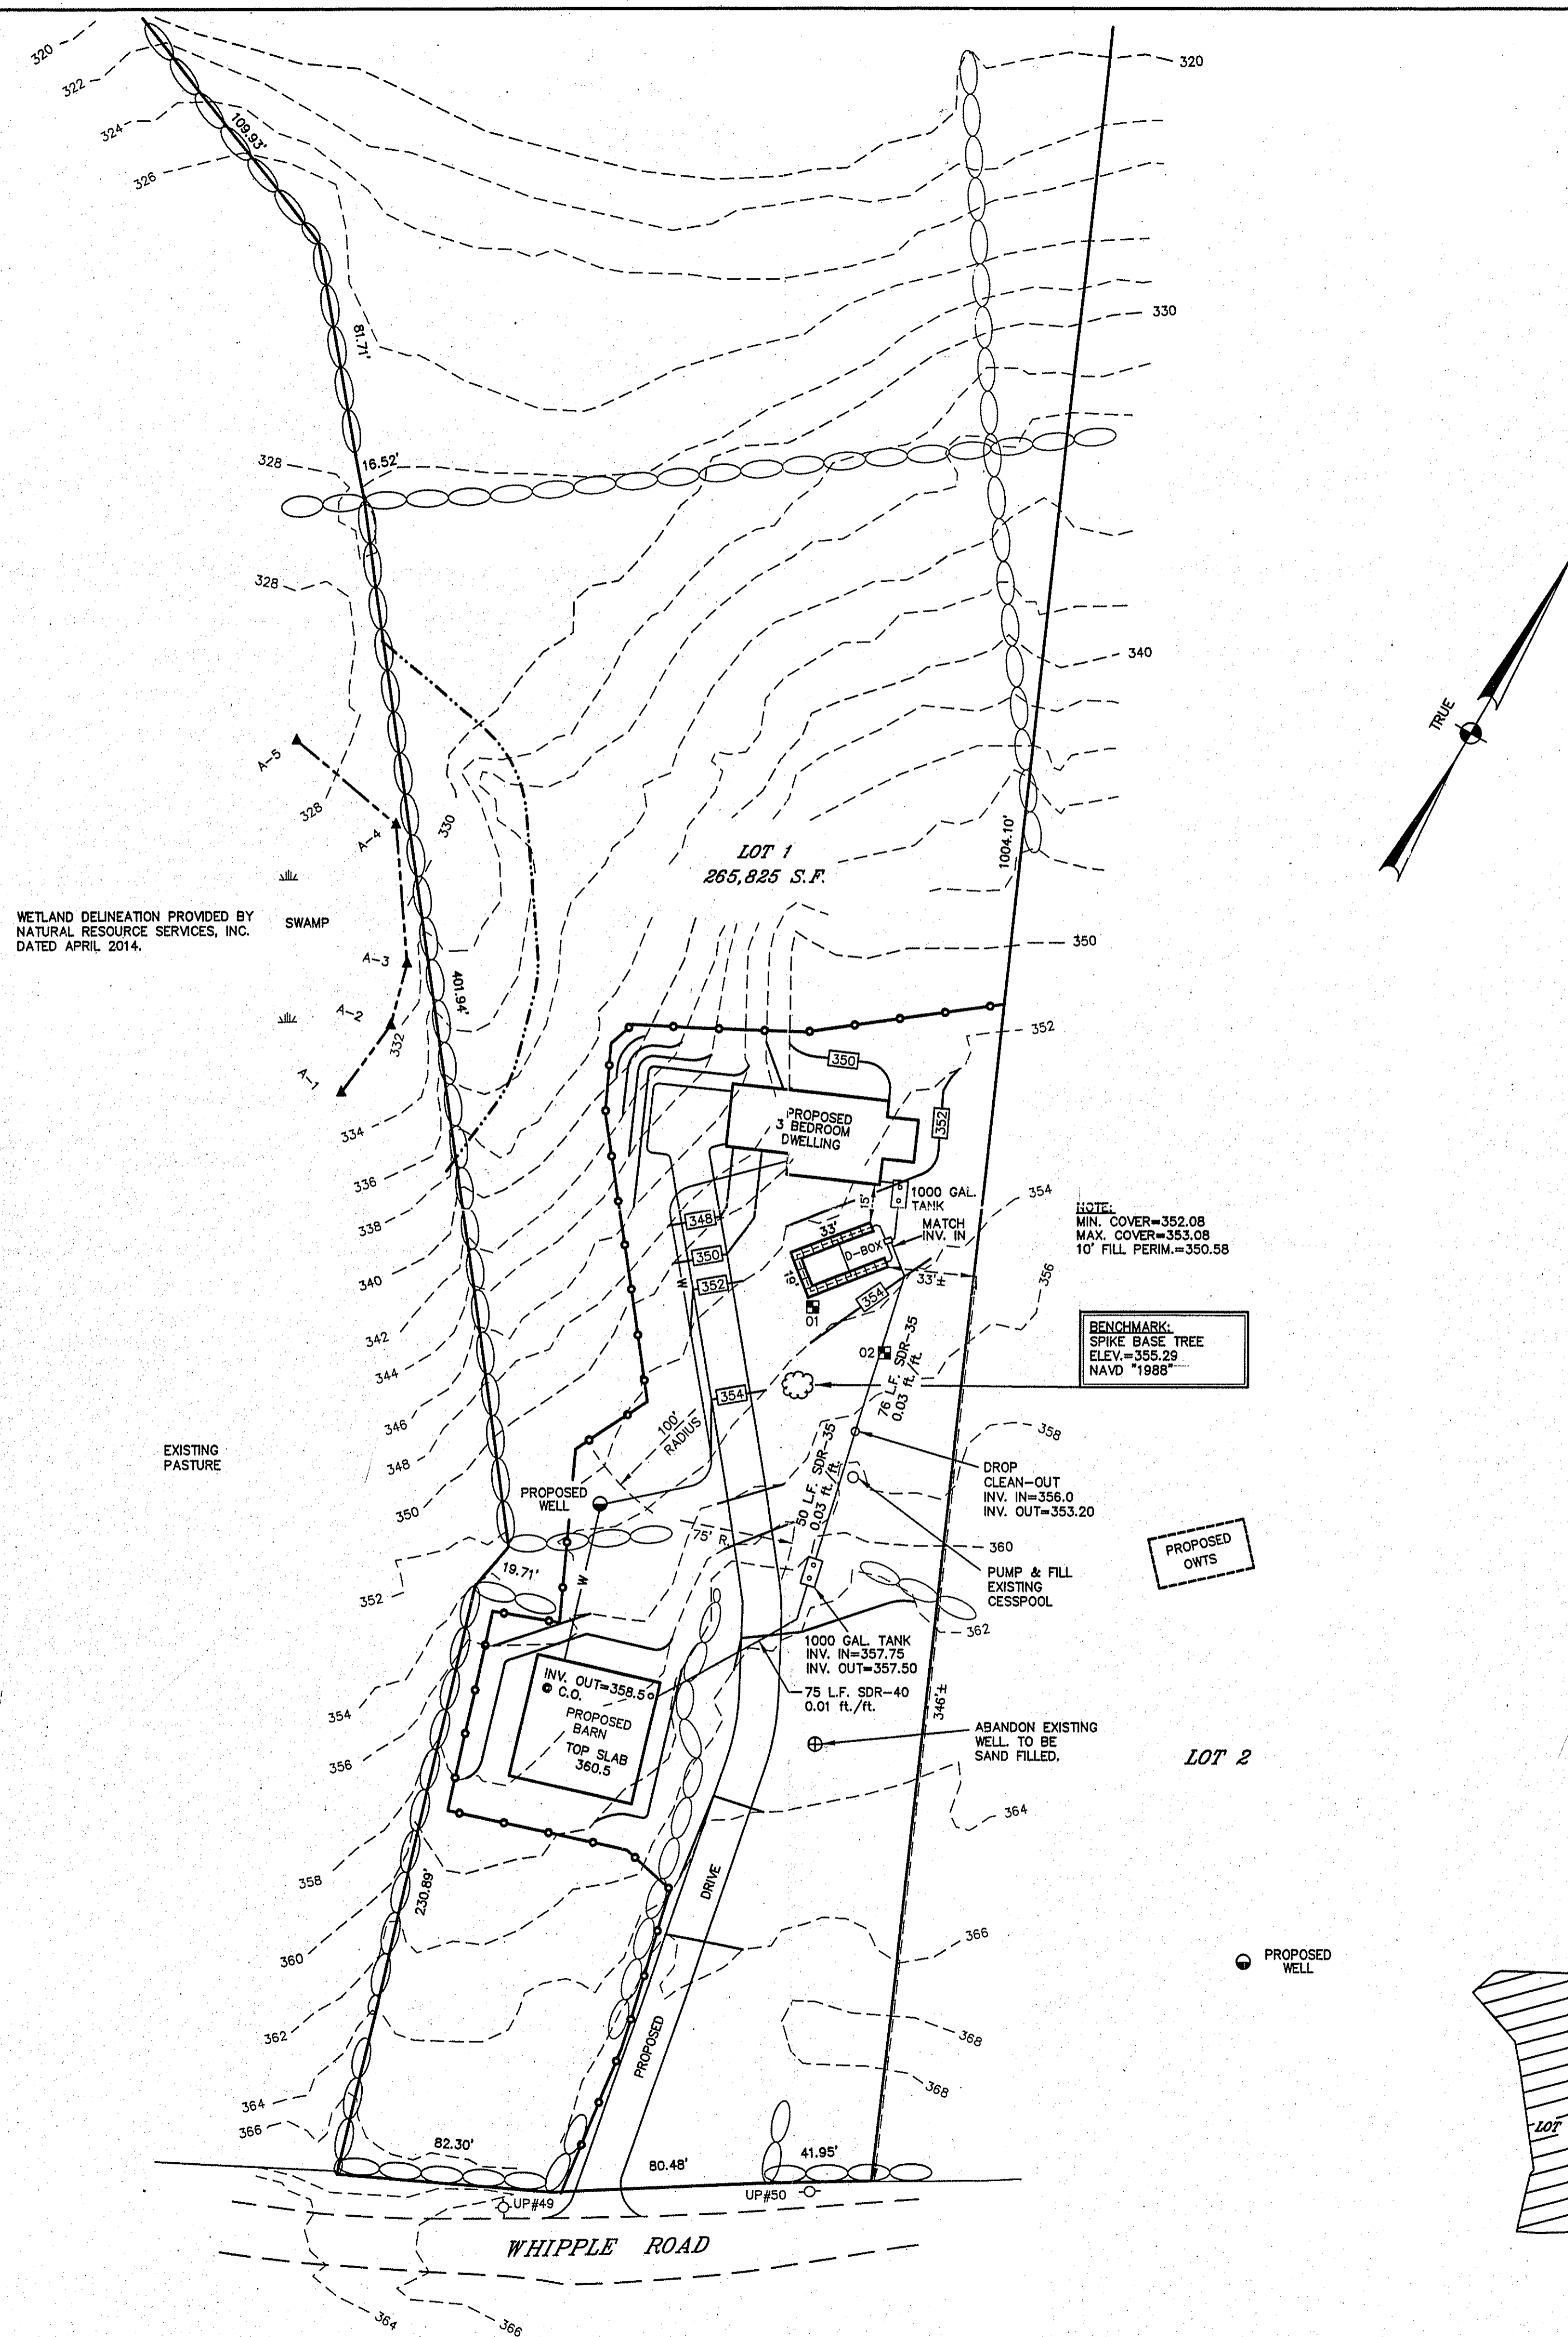 320
322
324
326
109.93'
320
81.71'
330
328
16.52'
328
340
TRUE
A-5
328
A-4
330
LOT 1
265,825 S.F.
1004.10'
WETLAND DELINEATION PROVIDED BY
NATURAL RESOURCE SERVICES, INC.
DATED APRIL 2014.
SWAMP
A-3
350
401.94'
A-2
332
352
A-1
350
PROPOSED
3 BEDROOM
DWELLING
352
334
336
338
340
342
344
346
348
350
352
1000 GAL.
TANK
354
NOTE:
MIN. COVER=352.08
MAX. COVER=353.08
10' FILL PERIM.=350.58
15'
MATCH
INV. IN
33'
D-BOX
348
350
352
W
33'±
354
356
01
02
BENCHMARK:
SPIKE BASE TREE
ELEV.=355.29
NAVD "1988"
76 L.F. SDR-35
0.03 ft./ft.
354
100'
RADIUS
358
EXISTING
PASTURE
DROP
CLEAN-OUT
INV. IN=356.0
INV. OUT=353.20
50 L.F. SDR-35
0.03 ft./ft.
PROPOSED
WELL
75' R.
360
PROPOSED
OWTS
PUMP & FILL
EXISTING
CESSPOOL
19.71'
W
362
1000 GAL. TANK
INV. IN=357.75
INV. OUT=357.50
75 L.F. SDR-40
0.01 ft./ft.
INV. OUT=358.5
C.O.
PROPOSED
BARN
TOP SLAB
360.5
346'±
354
356
ABANDON EXISTING
WELL. TO BE
SAND FILLED.
LOT 2
364
358
230.89'
DRIVE
PROPOSED
360
366
PROPOSED
WELL
362
368
368
364
366
82.30'
80.48'
41.95'
UP#49
UP#50
WHIPPLE ROAD
364
366
LOT